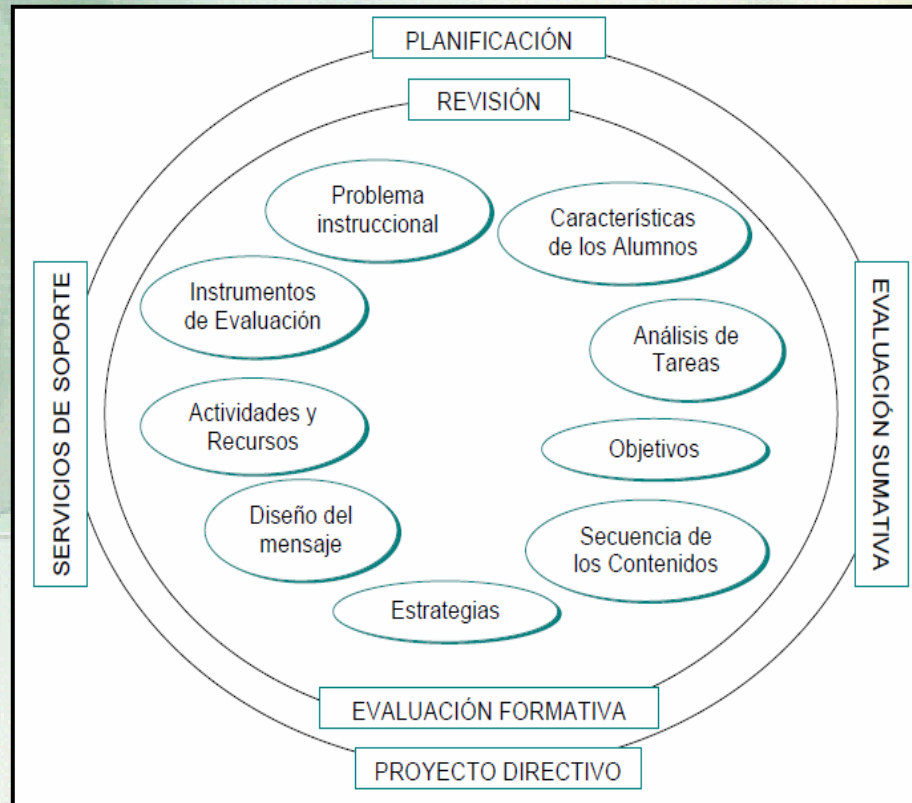 PLANIFICACIÓN
REVISIÓN
Problema
instruccional
Características
de los Alumnos
Instrumentos
de Evaluación
Análisis de
Tareas
Actividades y
Recursos
Objetivos
Diseño del
mensaje
Secuencia de
los Contenidos
Estrategias
SERVICIOS DE SOPORTE
EVALUACIÓN SUMATIVA
EVALUACIÓN FORMATIVA
PROYECTO DIRECTIVO